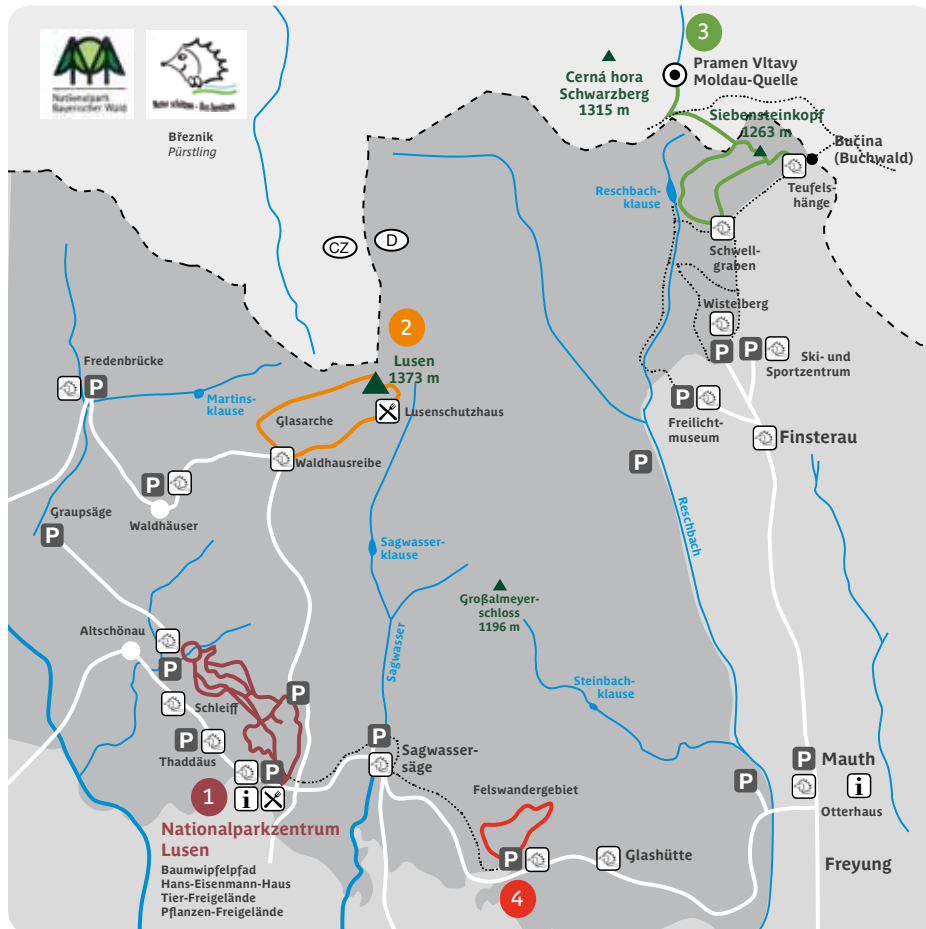 Nationalpark
Bayerischer Wald
Natur schützen -
Březnik
Pürstling
3
Pramen Vltavy
Moldau-Quelle
Cerná hora
Schwarzberg
1315 m
Siebensteinkopf
1263 m
Bučina
(Buchwald)
Teufels-
hänge
Reschbach-
klause
Schwell-
graben
CZ
D
Wistelberg
P
P
Ski- und
Sportzentrum
2
Lusen
1373 m
Fredenbrücke
P
Martins-
klause
Glasarche
Lusenschutzhaus
P
Freilicht-
museum
Finsterau
Waldhausreibe
P
P
Waldhäuser
Graupsäge
P
Reschbach
Sagwasser-
klause
Großalmeyer-
schloss
1196 m
Altschönau
P
Sagwasser
Steinbach-
klause
P
Schleiff
P
Thaddäus
P
Sagwasser-
säge
P
Mauth
P
i
Otterhaus
P
1
i
Nationalparkzentrum
Lusen
Baumwipfelpfad
Hans-Eisenmann-Haus
Tier-Freigelände
Pflanzen-Freigelände
Felswandergebiet
P
Glashütte
4
Freyung